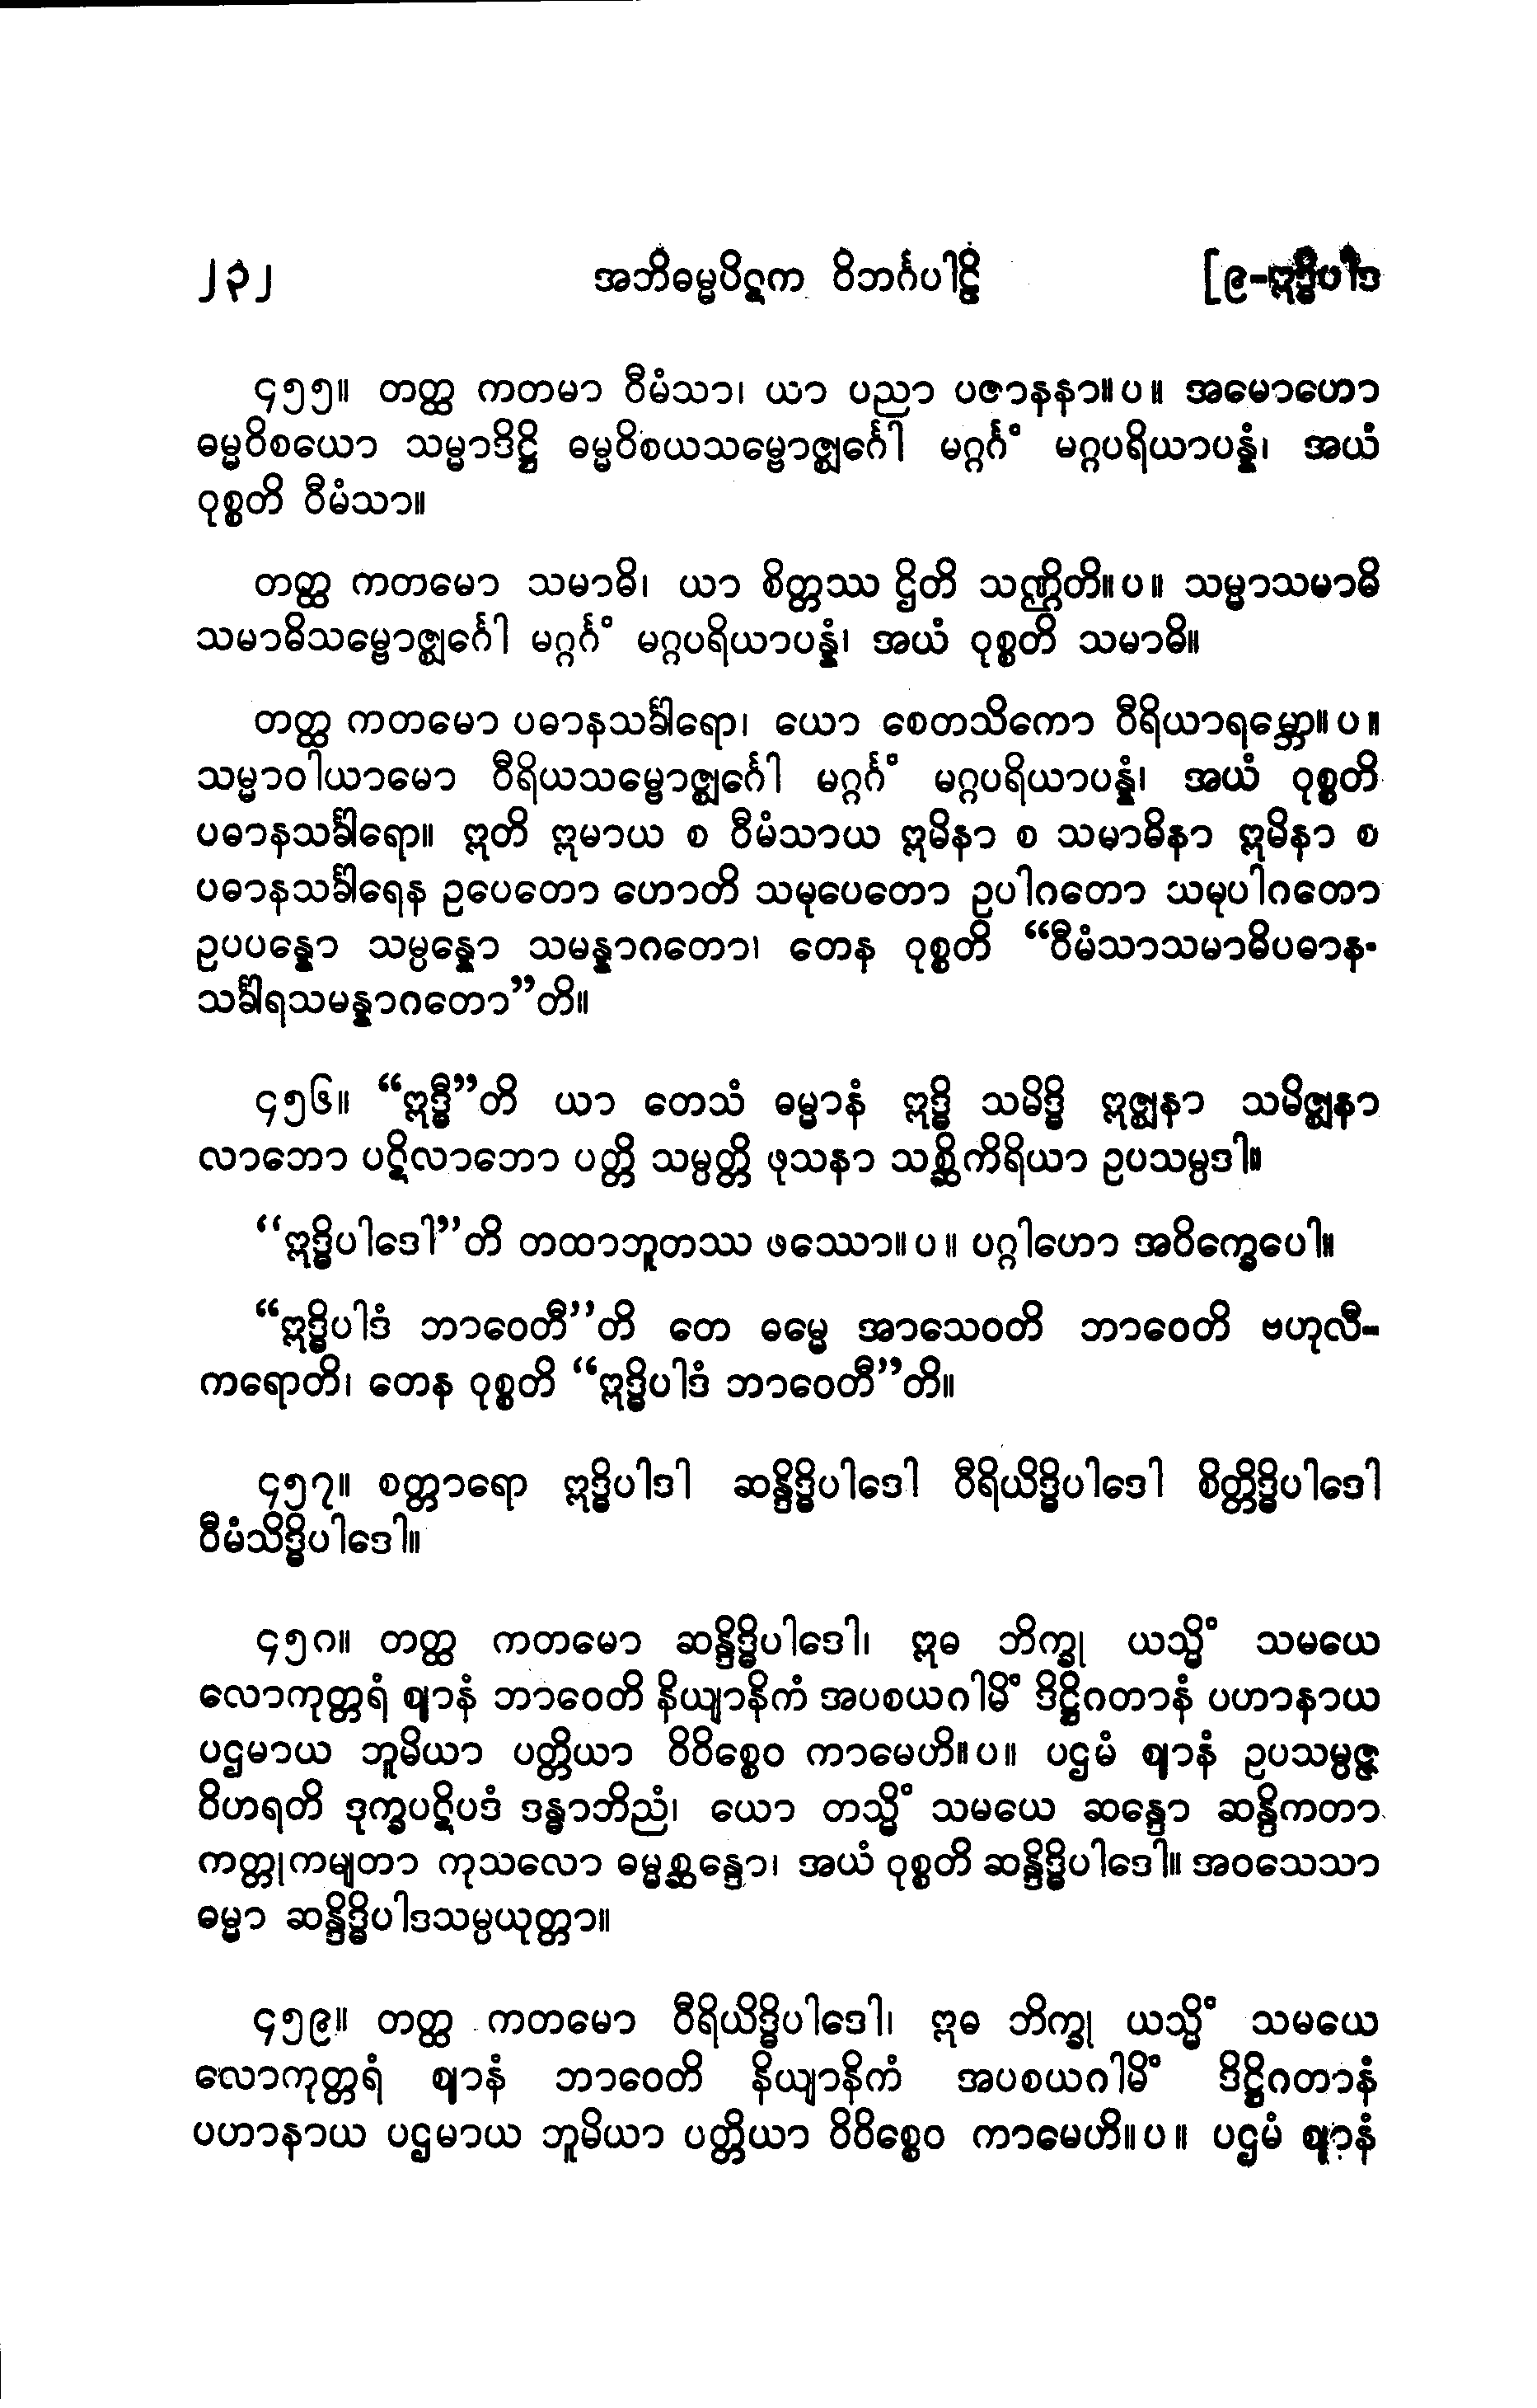 ၂၃၂ အဘိဓမ္မပိဋက ဝိဘင်္ဂပါဠိ [၉-ဣဒ္ဓိပါဒ
၄၅၅။ တတ္ထ ကတမာ ဝီမံသာ၊ ယာ ပညာ ပဇာနနာ။ပ။ အမောဟော
ဓမ္မဝိစယော သမ္မာဒိဋ္ဌိ ဓမ္မဝိစယသမ္ဗောဇ္ဈင်္ဂေါ မဂ္ဂင်္ဂံ မဂ္ဂပရိယာပန္နံ၊ အယံ
ဝုစ္စတိ ဝီမံသာ။
တတ္ထ ကတမော သမာဓိ၊ ယာ စိတ္တဿ ဌိတိ သဏ္ဌိတိ။ပ။ သမ္မာသမာဓိ
သမာဓိသမ္ဗောဇ္ဈင်္ဂေါ မဂ္ဂင်္ဂံ မဂ္ဂပရိယာပန္နံ၊ အယံ ဝုစ္စတိ သမာဓိ။
တတ္ထ ကတမော ပဓာနသင်္ခါရော၊ ယော စေတသိကော ဝီရိယာရမ္ဘော။ပ။
သမ္မာဝါယာမော ဝီရိယသမ္ဗောဇ္ဈင်္ဂေါ မဂ္ဂင်္ဂံ မဂ္ဂပရိယာပန္နံ၊ အယံ ဝုစ္စတိ
ပဓာနသင်္ခါရော။ ဣတိ ဣမာယ စ ဝီမံသာယ ဣမိနာ စ သမာဓိနာ ဣမိနာ စ
ပဓာနသင်္ခါရေန ဥပေတော ဟောတိ သမုပေတော ဥပါဂတော သမုပါဂတော
ဥပပန္နော သမ္ပန္နော သမန္နာဂတော၊ တေန ဝုစ္စတိ “ဝီမံသာသမာဓိပဓာန-
သင်္ခါရသမန္နာဂတော”တိ။
၄၅၆။ “ဣဒ္ဓီ”တိ ယာ တေသံ ဓမ္မာနံ ဣဒ္ဓိ သမိဒ္ဓိ ဣဇ္ဈနာ သမိဇ္ဈနာ
လာဘော ပဋိလာဘော ပတ္တိ သမ္ပတ္တိ ဖုသနာ သစ္ဆိကိရိယာ ဥပသမ္ပဒါ။
“ဣဒ္ဓိပါဒေါ”တိ တထာဘူတဿ ဖဿော။ပ။ ပဂ္ဂါဟော အဝိက္ခေပေါ။
“ဣဒ္ဓိပါဒံ ဘာဝေတီ”တိ တေ ဓမ္မေ အာသေဝတိ ဘာဝေတိ ဗဟုလီ-
ကရောတိ၊ တေန ဝုစ္စတိ “ဣဒ္ဓိပါဒံ ဘာဝေတီ”တိ။
၄၅၇။ စတ္တာရော ဣဒ္ဓိပါဒါ ဆန္ဒိဒ္ဓိပါဒေါ ဝီရိယိဒ္ဓိပါဒေါ စိတ္တိဒ္ဓိပါဒေါ
ဝီမံသိဒ္ဓိပါဒေါ။
၄၅၈။ တတ္ထ ကတမော ဆန္ဒိဒ္ဓိပါဒေါ၊ ဣဓ ဘိက္ခု ယသ္မိံ သမယေ
လောကုတ္တရံ ဈာနံ ဘာဝေတိ နိယျာနိကံ အပစယဂါမိံ ဒိဋ္ဌိဂတာနံ ပဟာနာယ
ပဌမာယ ဘူမိယာ ပတ္တိယာ ဝိဝိစ္စေဝ ကာမေဟိ။ပ။ ပဌမံ ဈာနံ ဥပသမ္ပဇ္ဇ
ဝိဟရတိ ဒုက္ခပဋိပဒံ ဒန္ဓာဘိညံ၊ ယော တသ္မိံ သမယေ ဆန္ဒော ဆန္ဒိကတာ
ကတ္တုကမျတာ ကုသလော ဓမ္မစ္ဆန္ဒော၊ အယံ ဝုစ္စတိ ဆန္ဒိဒ္ဓိပါဒေါ။ အဝသေသာ
ဓမ္မာ ဆန္ဒိဒ္ဓိပါဒသမ္ပယုတ္တာ။
၄၅၉။ တတ္ထ ကတမော ဝီရိယိဒ္ဓိပါဒေါ၊ ဣဓ ဘိက္ခု ယသ္မိံ သမယေ
လောကုတ္တရံ ဈာနံ ဘာဝေတိ နိယျာနိကံ အပစယဂါမိံ ဒိဋ္ဌိဂတာနံ
ပဟာနာယ ပဌမာယ ဘူမိယာ ပတ္တိယာ ဝိဝိစ္စေဝ ကာမေဟိ။ပ။ ပဌမံ ဈာနံ